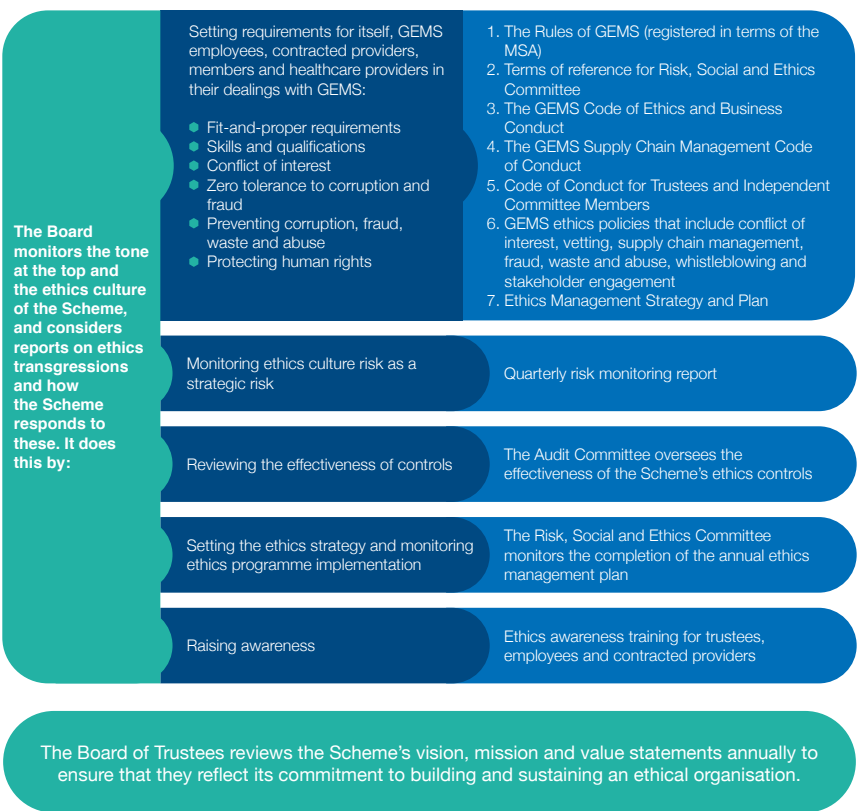 The Board
monitors the tone
at the top and
the ethics culture
of the Scheme,
and considers
reports on ethics
transgressions
and how
the Scheme
responds to
these. It does
this by:
Setting requirements for itself, GEMS
employees, contracted providers,
members and healthcare providers in
their dealings with GEMS:
Fit-and-proper requirements
Skills and qualifications
Conflict of interest
Zero tolerance to corruption and
fraud
Preventing corruption, fraud,
waste and abuse
Protecting human rights
1. The Rules of GEMS (registered in terms of the
MSA)
2. Terms of reference for Risk, Social and Ethics
Committee
3. The GEMS Code of Ethics and Business
Conduct
4. The GEMS Supply Chain Management Code
of Conduct
5. Code of Conduct for Trustees and Independent
Committee Members
6. GEMS ethics policies that include conflict of
interest, vetting, supply chain management,
fraud, waste and abuse, whistleblowing and
stakeholder engagement
7. Ethics Management Strategy and Plan
Monitoring ethics culture risk as a
strategic risk
Quarterly risk monitoring report
Reviewing the effectiveness of controls
The Audit Committee oversees the
effectiveness of the Scheme's ethics controls
Setting the ethics strategy and monitoring
ethics programme implementation
The Risk, Social and Ethics Committee
monitors the completion of the annual ethics
management plan
Raising awareness
Ethics awareness training for trustees,
employees and contracted providers
The Board of Trustees reviews the Scheme's vision, mission and value statements annually to
ensure that they reflect its commitment to building and sustaining an ethical organisation.